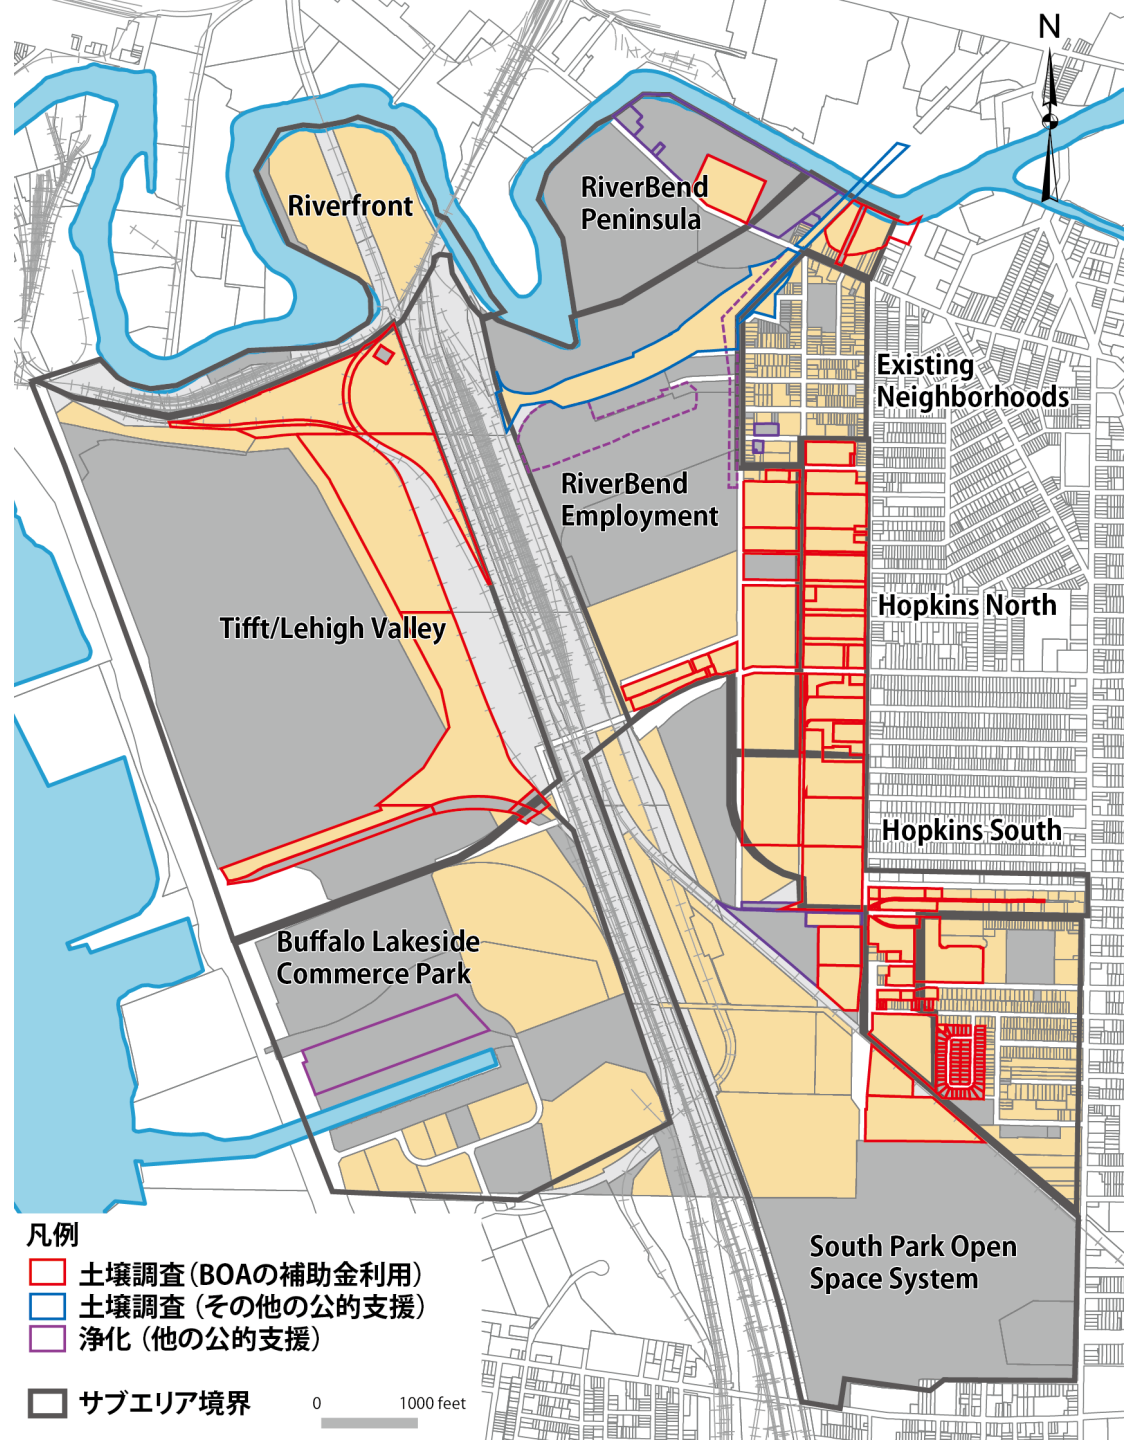 N
Riverfront
RiverBend
Peninsula
Existing
Neighborhoods
RiverBend
Employment
Hopkins North
Tifft/Lehigh Valley
Hopkins South
Buffalo Lakeside
Commerce Park
South Park Open
Space System
凡例
土壌調査（BOAの補助金利用）
土壌調査（その他の公的支援）
浄化（他の公的支援）
サブエリア境界
0 1000 feet